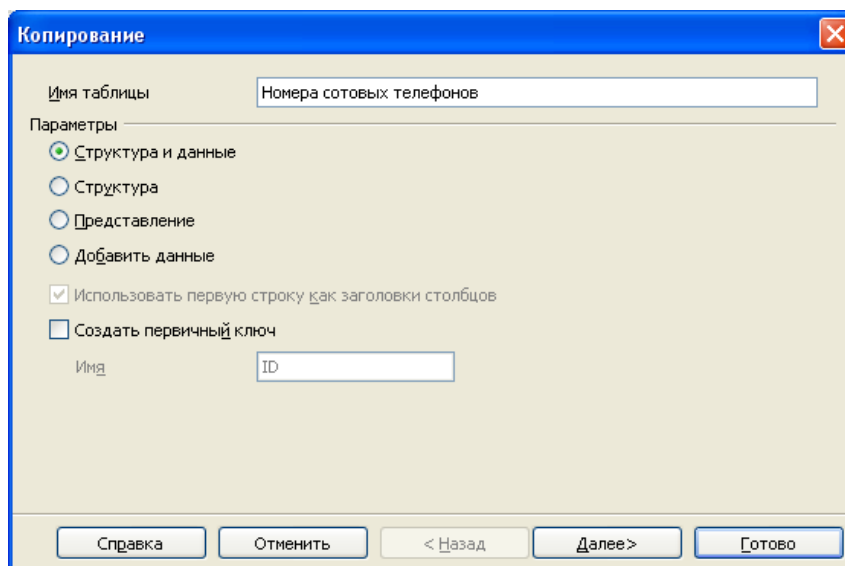 Копирование
Имя таблицы Номера сотовых телефонов
Параметры
Структура и данные
Структура
Представление
Добавить данные
Использовать первую строку как заголовки столбцов
Создать первичный ключ
Имя ID
Справка Отменить < Назад Далее> Готово